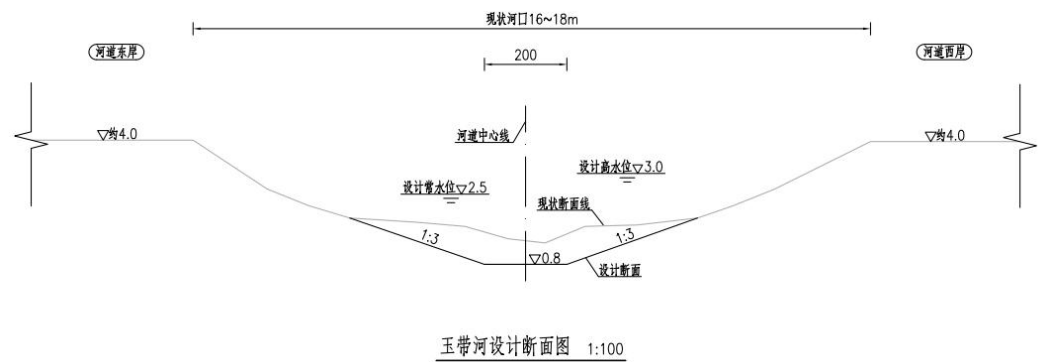 现状河口16~18m
河道东岸
200
河道西岸
▽约4.0
河道中心线
▽约4.0
设计高水位▽3.0
设计常水位▽2.5
现状断面线
1:3
1:3
▽0.8
设计断面
玉带河设计断面图 1:100